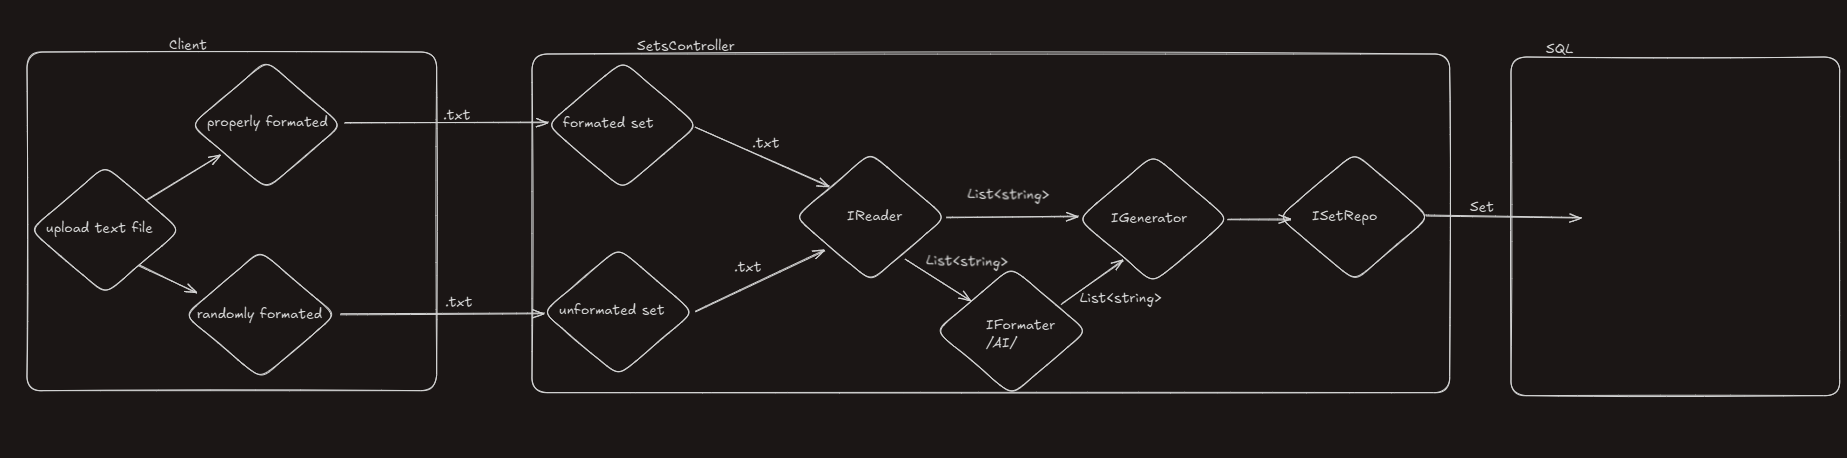 Client
SetsController
SQL
properly formated
.txt
formated set
.txt
upload text file
IReader
List<string>
IGenerator
ISetRepo
Set
List<string>
.txt
List<string>
randomly formated
.txt
unformated set
IFormater
/AI/